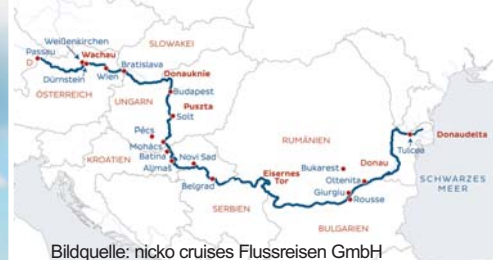 SLOWAKEI
Weißenkirchen
Wachau
Bratislava
Passau
Donauknie
D
Dürnstein
Wien
Budapest
ÖSTERREICH
UNGARN
Puszta
Solt
Pécs
Mohács
RUMÄNIEN
Donaudelta
Tulcea
KROATIEN
Batina
Novi Sad
Aljmaš
Bukarest
Donau
Eisernes
Tor
Oltenita
SCHWARZES
MEER
Belgrad
Giurgiu
Rousse
SERBIEN
BULGARIEN
Bildquelle: nicko cruises Flussreisen GmbH